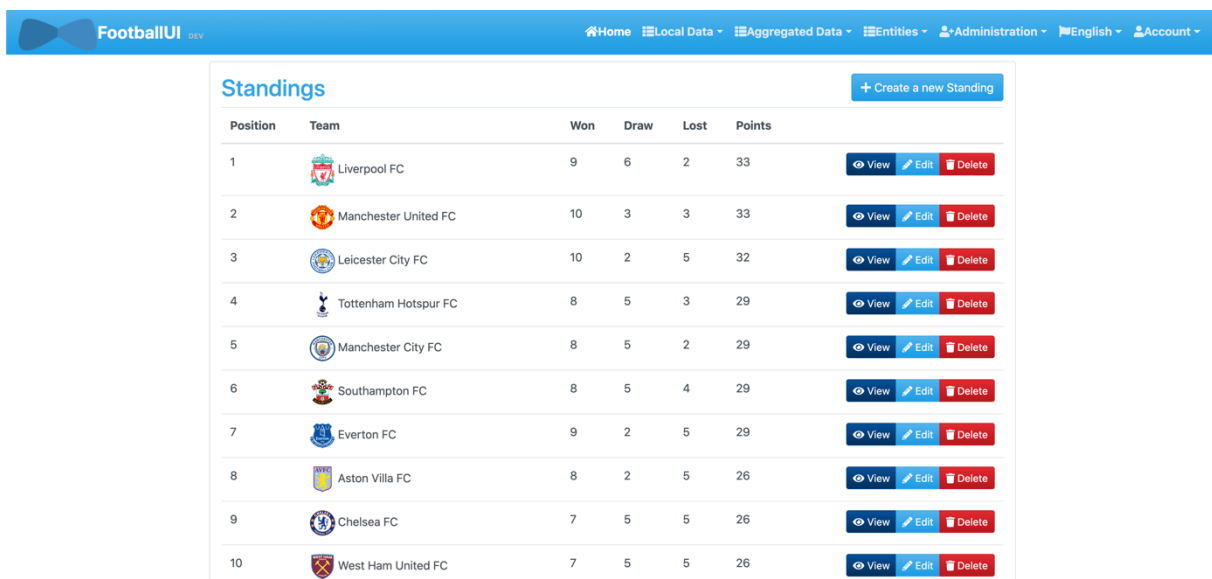 FootballUI DEV Home Local Data Aggregated Data Entities Administration English Account
Standings + Create a new Standing
Position Team Won Draw Lost Points
1 Liverpool FC 9 6 2 33 View Edit Delete
2 Manchester United FC 10 3 3 33 View Edit Delete
3 Leicester City FC 10 2 5 32 View Edit Delete
4 Tottenham Hotspur FC 8 5 3 29 View Edit Delete
5 Manchester City FC 8 5 2 29 View Edit Delete
6 Southampton FC 8 5 4 29 View Edit Delete
7 Everton FC 9 2 5 29 View Edit Delete
8 Aston Villa FC 8 2 5 26 View Edit Delete
9 Chelsea FC 7 5 5 26 View Edit Delete
10 West Ham United FC 7 5 5 26 View Edit Delete